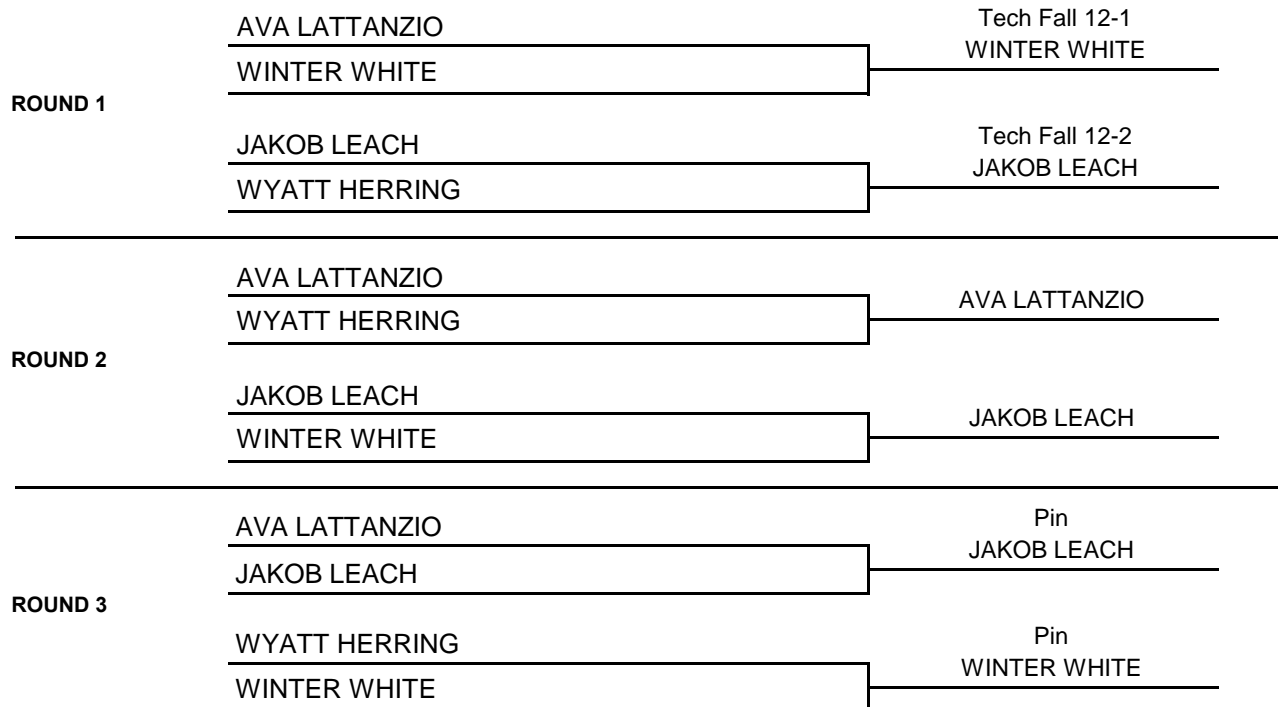 AVA LATTANZIO
Tech Fall 12-1
WINTER WHITE
WINTER WHITE
ROUND 1
JAKOB LEACH
Tech Fall 12-2
JAKOB LEACH
WYATT HERRING
AVA LATTANZIO
AVA LATTANZIO
WYATT HERRING
ROUND 2
JAKOB LEACH
JAKOB LEACH
WINTER WHITE
AVA LATTANZIO
Pin
JAKOB LEACH
JAKOB LEACH
ROUND 3
WYATT HERRING
Pin
WINTER WHITE
WINTER WHITE